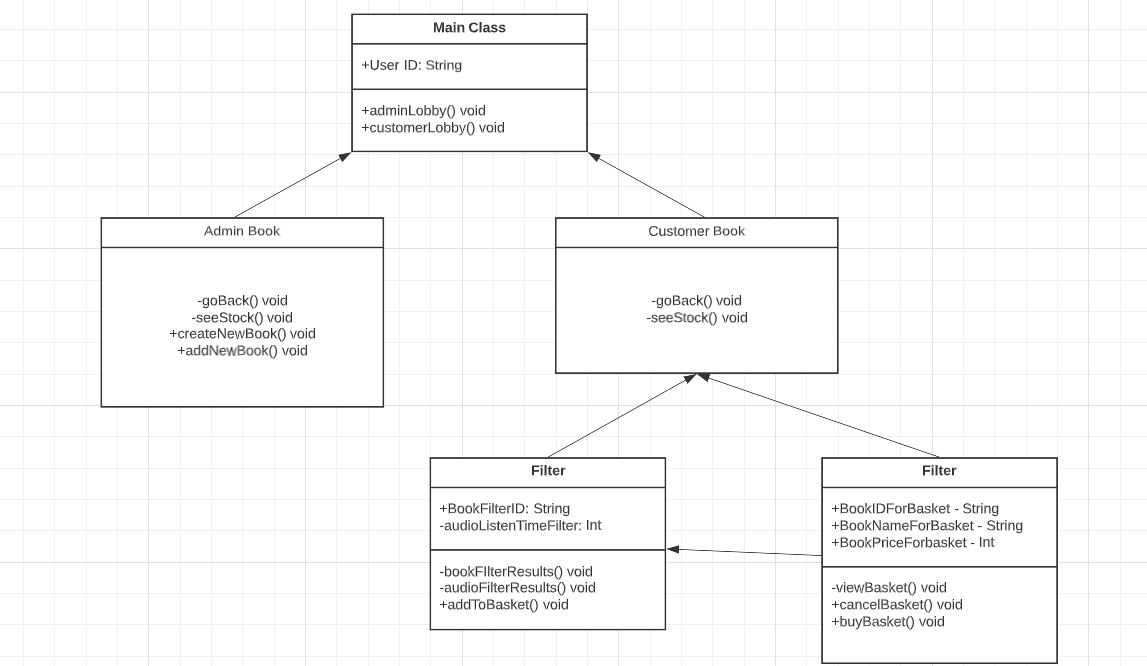 Main Class
+User ID: String
+adminLobby() void
+customerLobby() void
Admin Book
-goBack() void
-seeStock() void
+createNewBook() void
+addNewBook() void
Customer Book
-goBack() void
-seeStock() void
Filter
+BookFilterID: String
-audioListenTimeFilter: Int
-bookFIlterResults() void
-audioFilterResults() void
+addToBasket() void
Filter
+BookIDForBasket - String
+BookNameForBasket - String
+BookPriceForbasket - Int
-viewBasket() void
+cancelBasket() void
+buyBasket() void